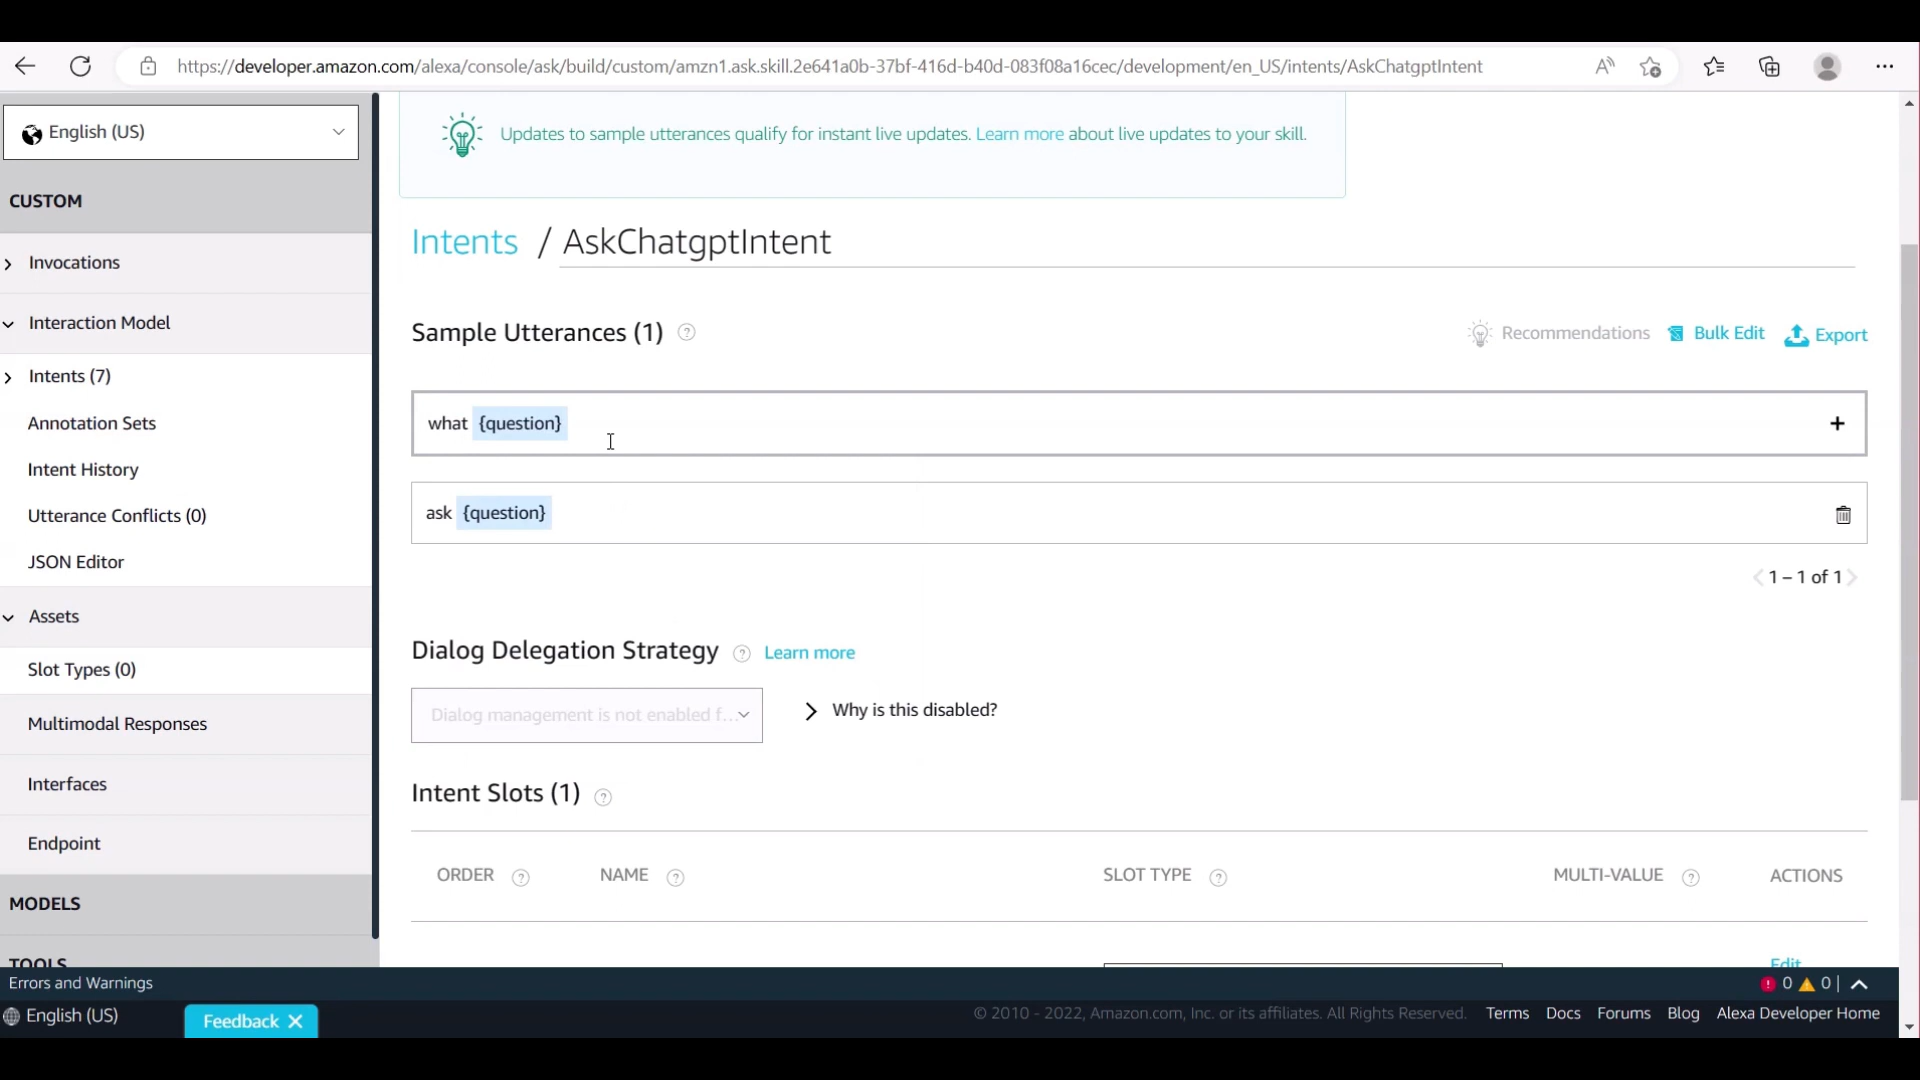 https://developer.amazon.com/alexa/console/ask/build/custom/amzn1.ask.skill.2e641a0b-37bf-416d-b40d-083f08a16cec/development/en_US/intents/AskChatgptIntent
English (US)
CUSTOM
Invocations
Interaction Model
Intents (7)
Annotation Sets
Intent History
Utterance Conflicts (0)
JSON Editor
Assets
Slot Types (0)
Multimodal Responses
Interfaces
Endpoint
MODELS
TOOLS
Updates to sample utterances qualify for instant live updates. Learn more about live updates to your skill.
Intents / AskChatgptIntent
Sample Utterances (1) ?
Recommendations Bulk Edit Export
what {question} +
ask {question}
1 – 1 of 1
Dialog Delegation Strategy ? Learn more
Dialog management is not enabled f... Why is this disabled?
Intent Slots (1) ?
ORDER ? NAME ? SLOT TYPE ? MULTI-VALUE ? ACTIONS
Edit
Errors and Warnings ! 0 0 |
English (US) Feedback © 2010 - 2022, Amazon.com, Inc. or its affiliates. All Rights Reserved. Terms Docs Forums Blog Alexa Developer Home